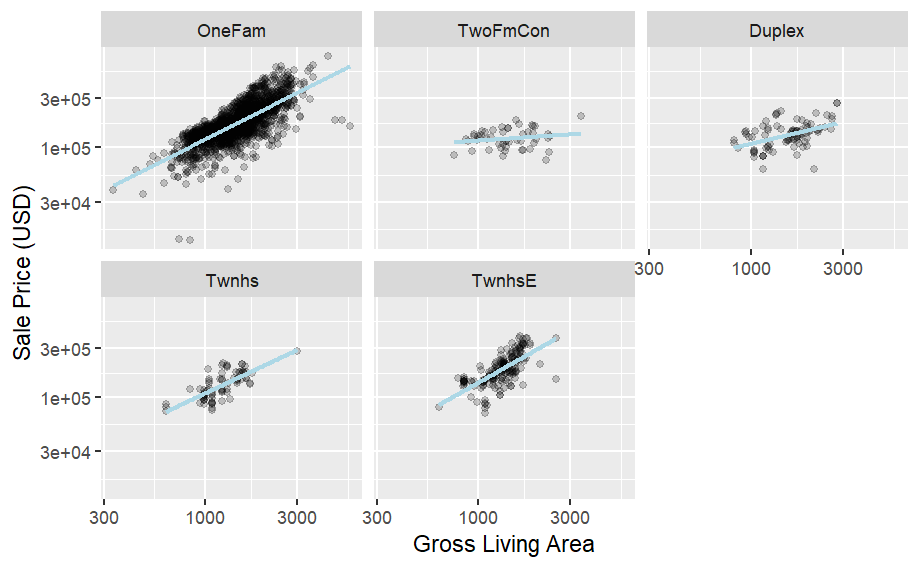 OneFam TwoFmCon Duplex
3e+05
1e+05
3e+04
300 1000 3000
Twnhs TwnhsE
3e+05
1e+05
3e+04
300 1000 3000 300 1000 3000
Gross Living Area
Sale Price (USD)